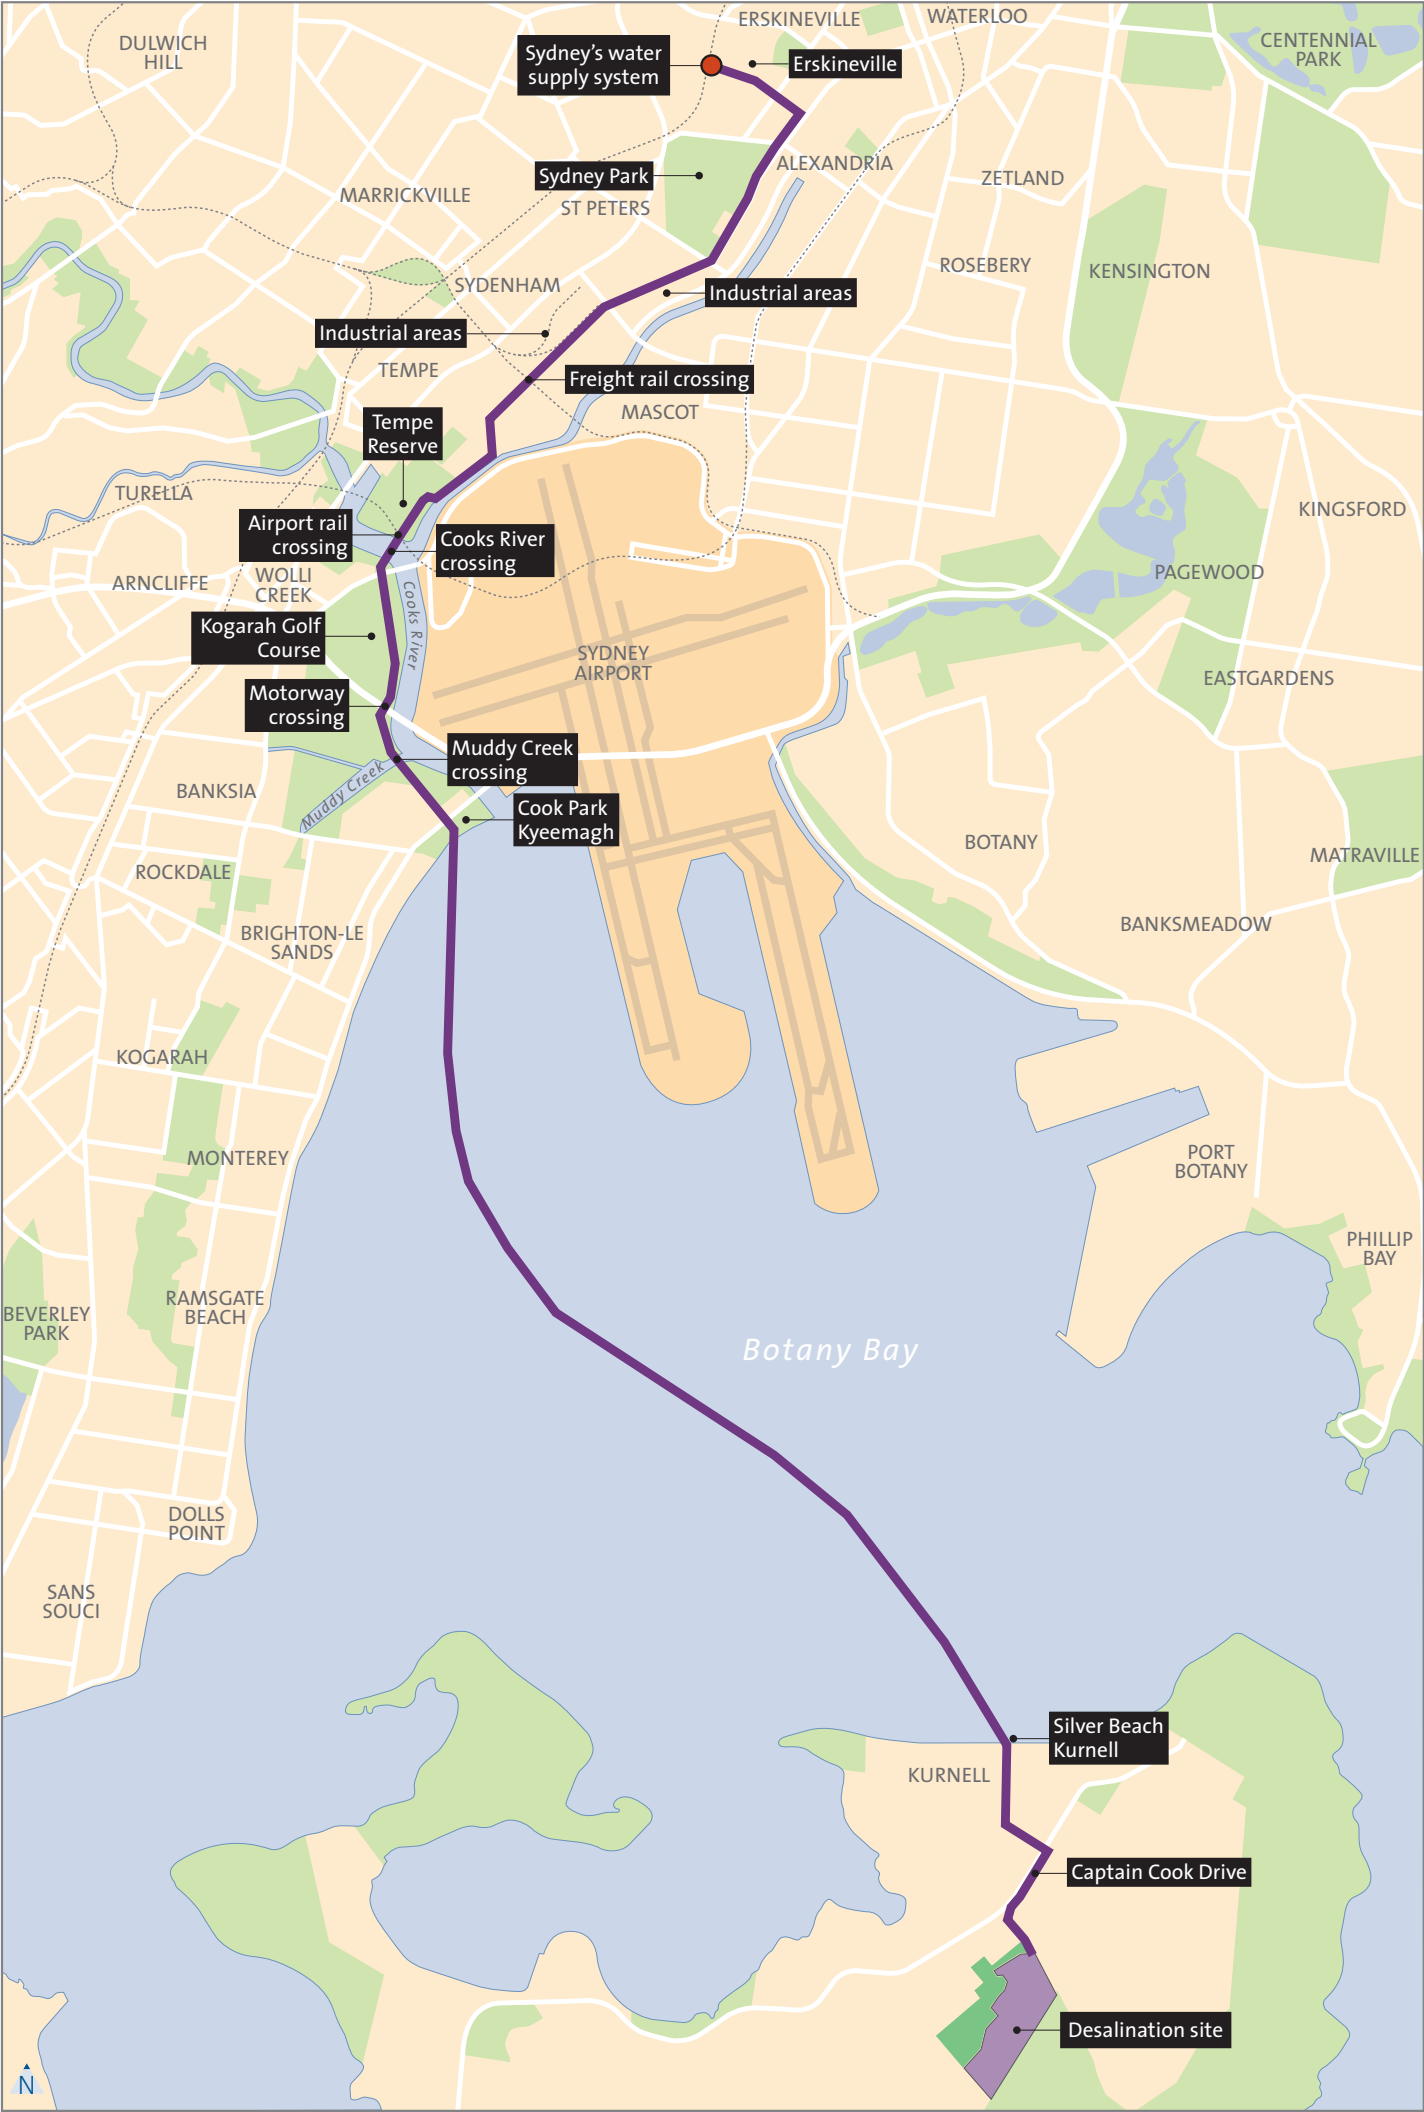 ERSKINEVILLE
WATERLOO
DULWICH
HILL
CENTENNIAL
PARK
Sydney’s water
supply system
Erskineville
ALEXANDRIA
Sydney Park
ZETLAND
MARRICKVILLE
ST PETERS
ROSEBERY
KENSINGTON
SYDENHAM
Industrial areas
Industrial areas
TEMPE
Freight rail crossing
MASCOT
Tempe
Reserve
TURELLA
KINGSFORD
Airport rail
crossing
Cooks River
crossing
ARNCLIFFE
WOLLI
CREEK
PAGEWOOD
Cooks River
Kogarah Golf
Course
SYDNEY
AIRPORT
EASTGARDENS
Motorway
crossing
Muddy Creek
crossing
BANKSIA
Muddy Creek
Cook Park
Kyeemagh
BOTANY
MATRAVILLE
ROCKDALE
BANKSMEADOW
BRIGHTON-LE
SANDS
KOGARAH
MONTEREY
PORT
BOTANY
PHILLIP
BAY
RAMSGATE
BEACH
BEVERLEY
PARK
Botany Bay
DOLLS
POINT
SANS
SOUCI
Silver Beach
Kurnell
KURNELL
Captain Cook Drive
Desalination site
N